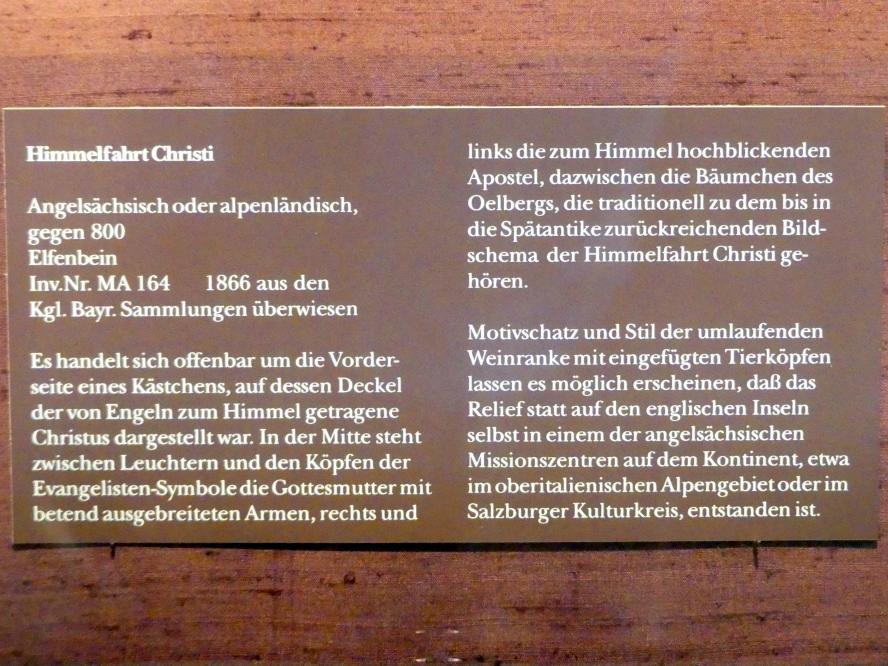 Himmelfahrt Christi
Angelsächsisch oder alpenländisch,
gegen 800
Elfenbein
Inv.Nr. MA 164 1866 aus den
Kgl. Bayr. Sammlungen überwiesen
Es handelt sich offenbar um die Vorder-
seite eines Kästchens, auf dessen Deckel
der von Engeln zum Himmel getragene
Christus dargestellt war. In der Mitte steht
zwischen Leuchtern und den Köpfen der
Evangelisten-Symbole die Gottesmutter mit
betend ausgebreiteten Armen, rechts und
links die zum Himmel hochblickenden
Apostel, dazwischen die Bäumchen des
Oelbergs, die traditionell zu dem bis in
die Spätantike zurückreichenden Bild-
schema der Himmelfahrt Christi ge-
hören.
Motivschatz und Stil der umlaufenden
Weinranke mit eingefügten Tierköpfen
lassen es möglich erscheinen, daß das
Relief statt auf den englischen Inseln
selbst in einem der angelsächsischen
Missionszentren auf dem Kontinent, etwa
im oberitalienischen Alpengebiet oder im
Salzburger Kulturkreis, entstanden ist.